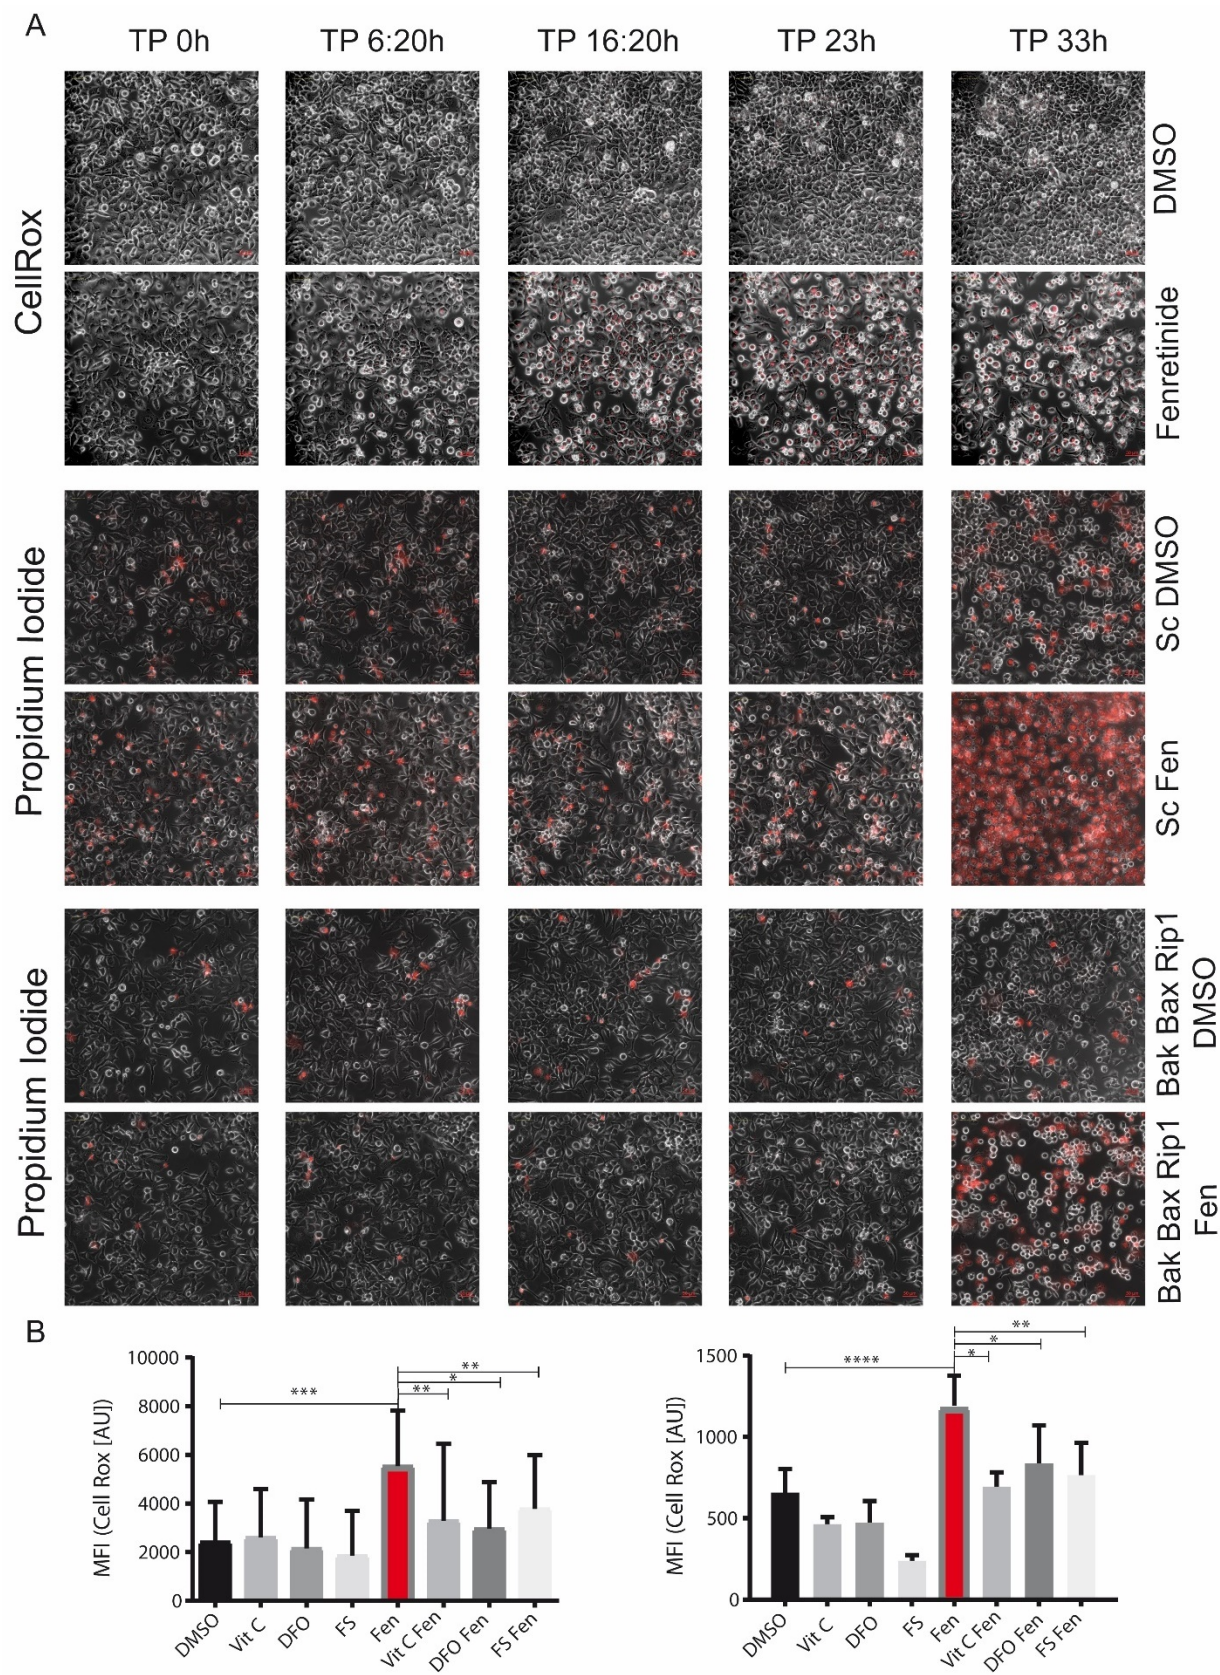 A
TP 0h TP 6:20h TP 16:20h TP 23h TP 33h
CellRox
DMSO
Fenretinide
Propidium Iodide
Sc DMSO
Sc Fen
Propidium Iodide
Bak Bax Rip1
DMSO
Bak Bax Rip1
Fen
B
MFI (Cell Rox [AU])
10000
8000
6000
4000
2000
0
***
**
*
**
DMSO Vit C DFO FS Fen Vit C Fen DFO Fen FS Fen
MFI (Cell Rox [AU])
1500
1000
500
0
****
**
*
*
DMSO Vit C DFO FS Fen Vit C Fen DFO Fen FS Fen